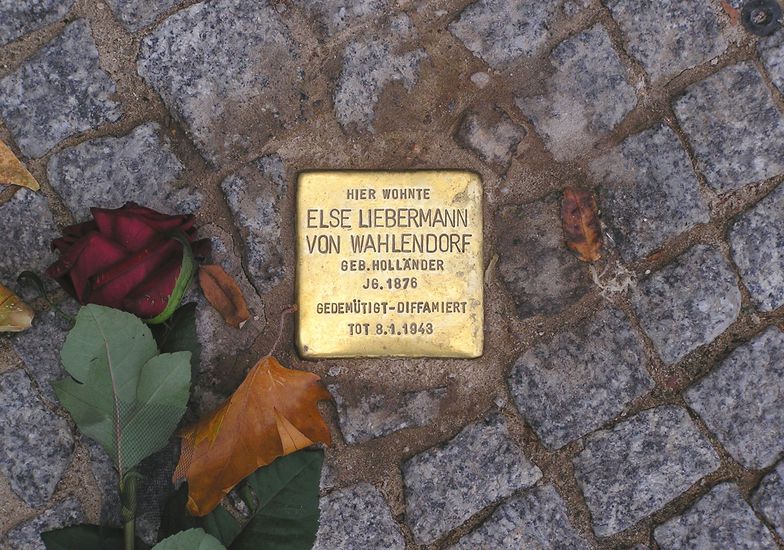 HIER WOHNTE
ELSE LIEBERMANN
VON WAHLENDORF
GEB.HOLLÄNDER
JG.1876
GEDEMÜTIGT-DIFFAMIERT
TOT 8.1.1943